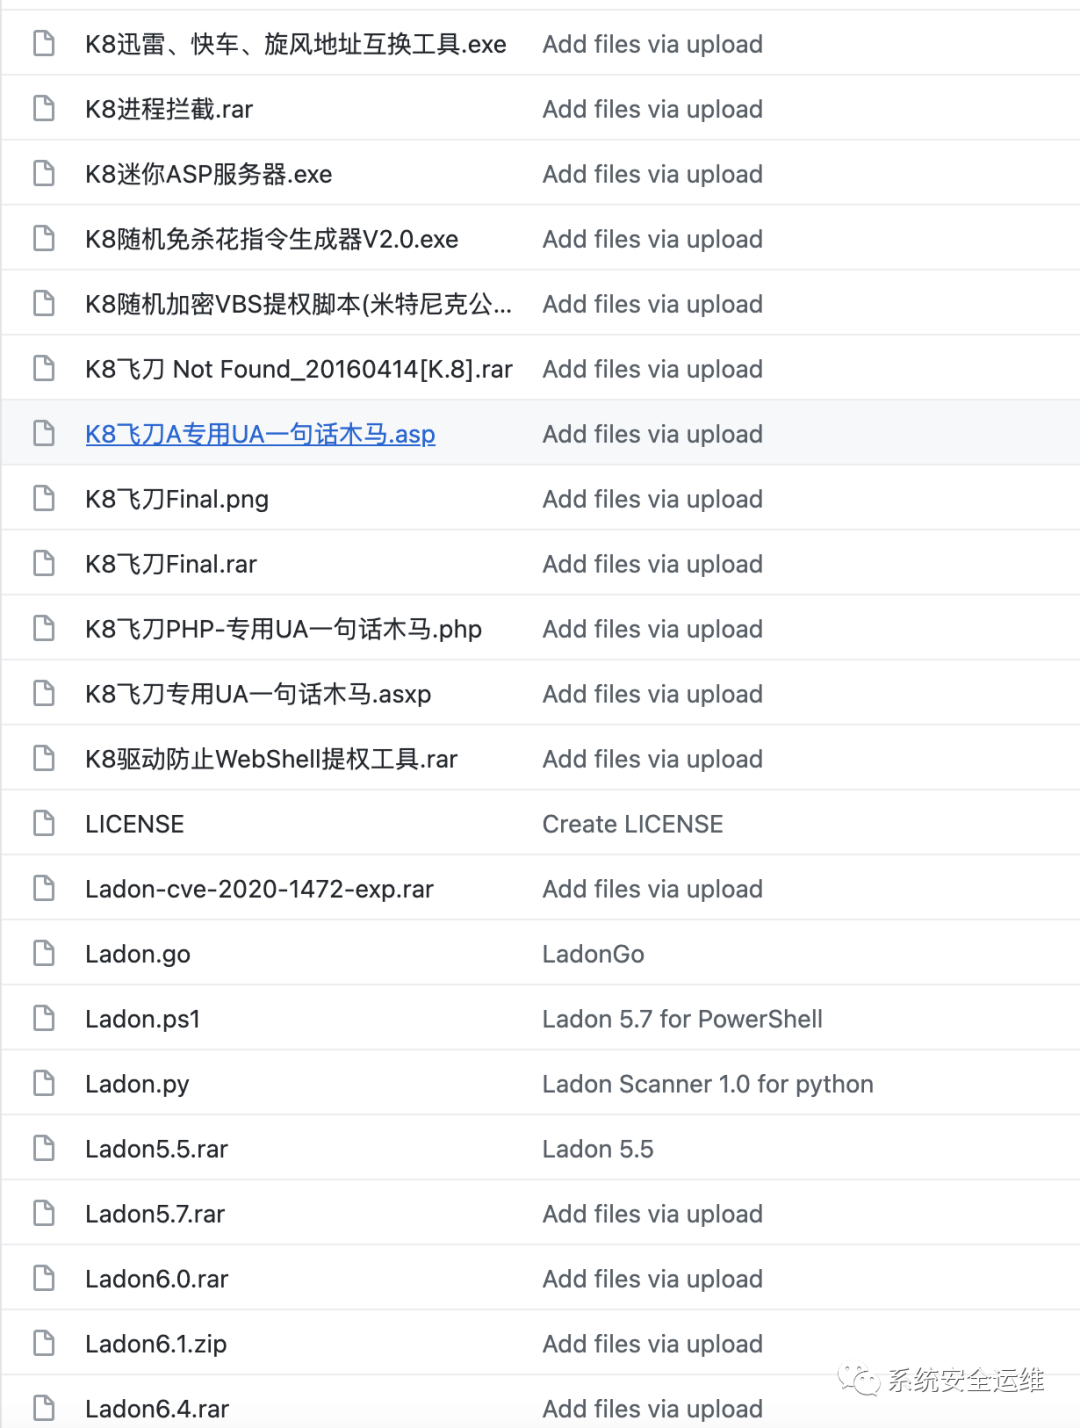 K8迅雷、快车、旋风地址互换工具.exe Add files via upload
K8进程拦截.rar Add files via upload
K8迷你ASP服务器.exe Add files via upload
K8随机免杀花指令生成器V2.0.exe Add files via upload
K8随机加密VBS提权脚本(米特尼克公... Add files via upload
K8飞刀 Not Found_20160414[K.8].rar Add files via upload
K8飞刀A专用UA一句话木马.asp Add files via upload
K8飞刀Final.png Add files via upload
K8飞刀Final.rar Add files via upload
K8飞刀PHP-专用UA一句话木马.php Add files via upload
K8飞刀专用UA一句话木马.asxp Add files via upload
K8驱动防止WebShell提权工具.rar Add files via upload
LICENSE Create LICENSE
Ladon-cve-2020-1472-exp.rar Add files via upload
Ladon.go LadonGo
Ladon.ps1 Ladon 5.7 for PowerShell
Ladon.py Ladon Scanner 1.0 for python
Ladon5.5.rar Ladon 5.5
Ladon5.7.rar Add files via upload
Ladon6.0.rar Add files via upload
Ladon6.1.zip Add files via upload
系统安全运维
Ladon6.4.rar Add files via upload